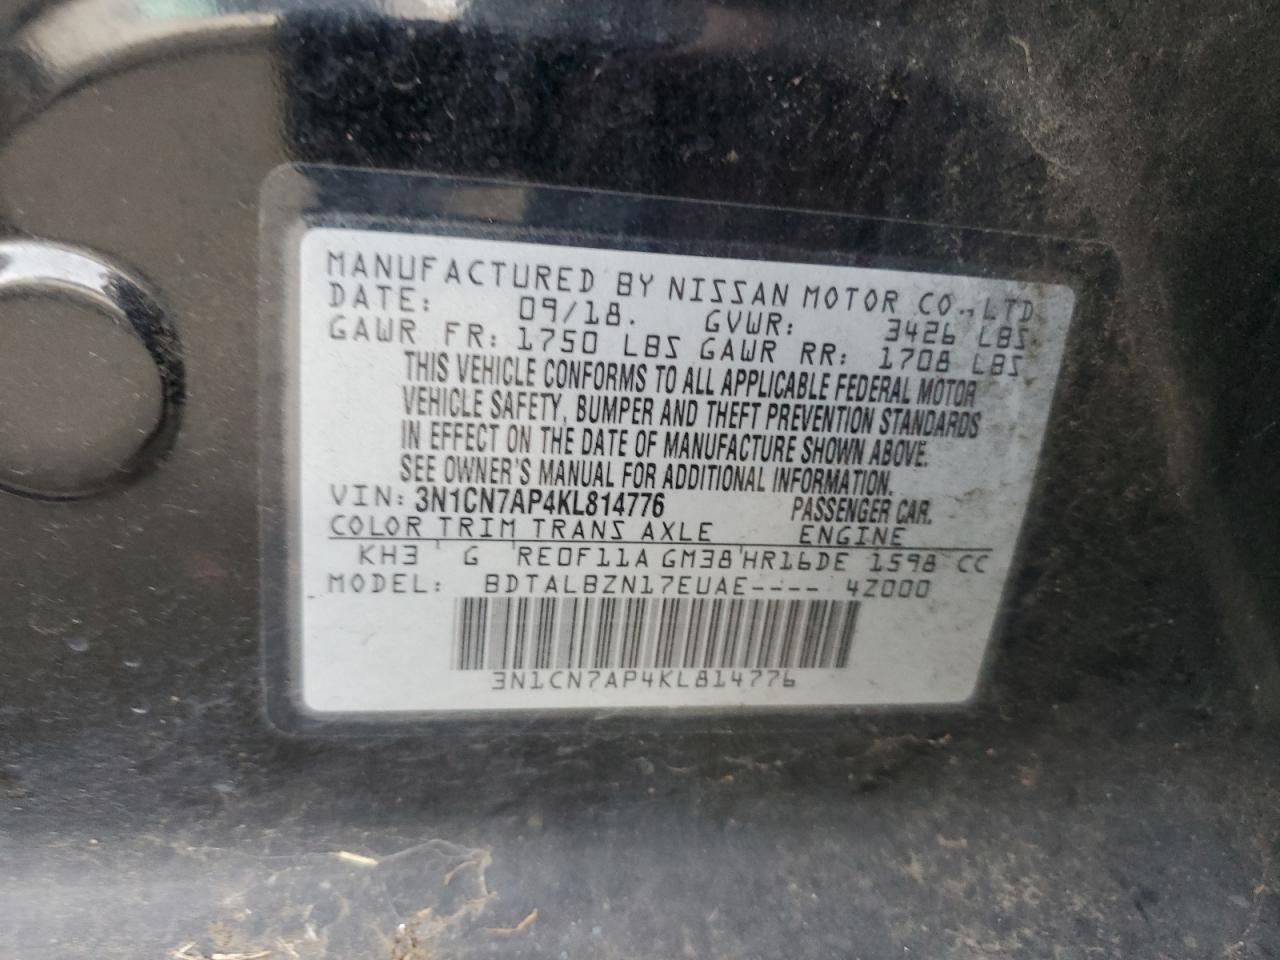 MANUFACTURED BY NISSAN MOTOR CO., LTD
DATE: 09/18. GVWR: 3426 LBS
GAWR FR: 1750 LBS GAWR RR: 1708 LBS
THIS VEHICLE CONFORMS TO ALL APPLICABLE FEDERAL MOTOR
VEHICLE SAFETY, BUMPER AND THEFT PREVENTION STANDARDS
IN EFFECT ON THE DATE OF MANUFACTURE SHOWN ABOVE.
SEE OWNER'S MANUAL FOR ADDITIONAL INFORMATION.
VIN: 3N1CN7AP4KL814776 PASSENGER CAR.
COLOR TRIM TRANS AXLE ENGINE
KH3 ' G 'RE0F11A GM38'HR16DE 1598 CC
MODEL: BDTALBZN17EUAE---- 4Z000
3N1CN7AP4KL814776